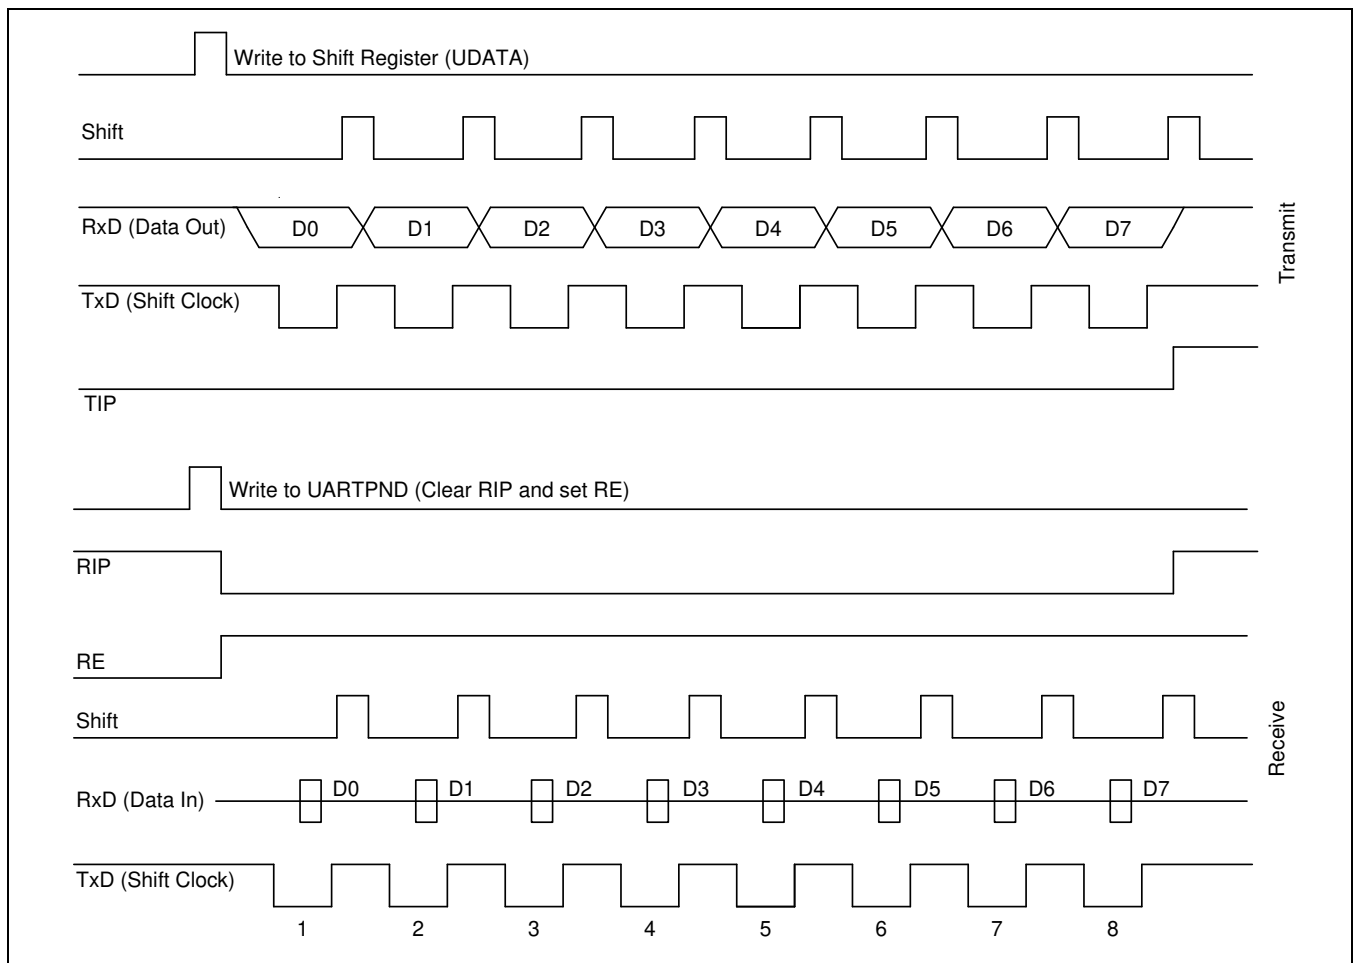 Write to Shift Register (UDATA)
Shift
RxD (Data Out) D0 D1 D2 D3 D4 D5 D6 D7
TxD (Shift Clock)
TIP
Transmit
Write to UARTPND (Clear RIP and set RE)
RIP
RE
Shift
RxD (Data In) D0 D1 D2 D3 D4 D5 D6 D7
TxD (Shift Clock)
1 2 3 4 5 6 7 8
Receive